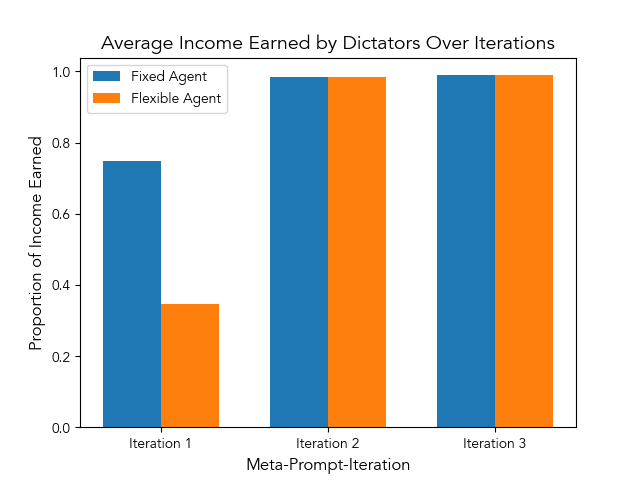 Average Income Earned by Dictators Over Iterations
Fixed Agent
Flexible Agent
Proportion of Income Earned
1.0
0.8
0.6
0.4
0.2
0.0
Iteration 1
Iteration 2
Iteration 3
Meta-Prompt-Iteration